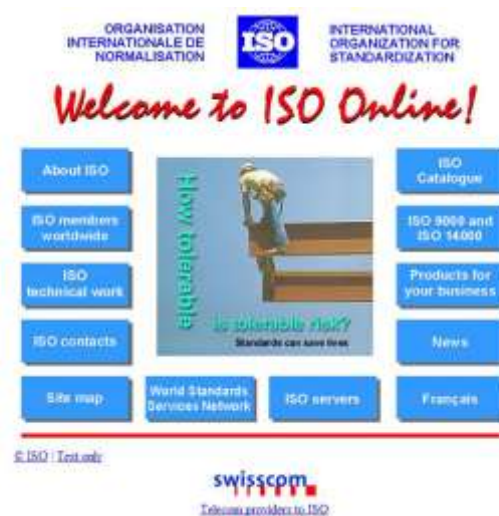 ORGANISATION
INTERNATIONALE DE
NORMALISATION
ISO
INTERNATIONAL
ORGANIZATION FOR
STANDARDIZATION
Welcome to ISO Online!
About ISO
ISO members
worldwide
ISO
technical work
ISO contacts
How tolerable
is tolerable risk?
Standards can save lives
ISO
Catalogue
ISO 9000 and
ISO 14000
Products for
your business
News
Site map
World Standards
Services Network
ISO servers
Français
© ISO | Text only
swisscom
Telecom providers to ISO